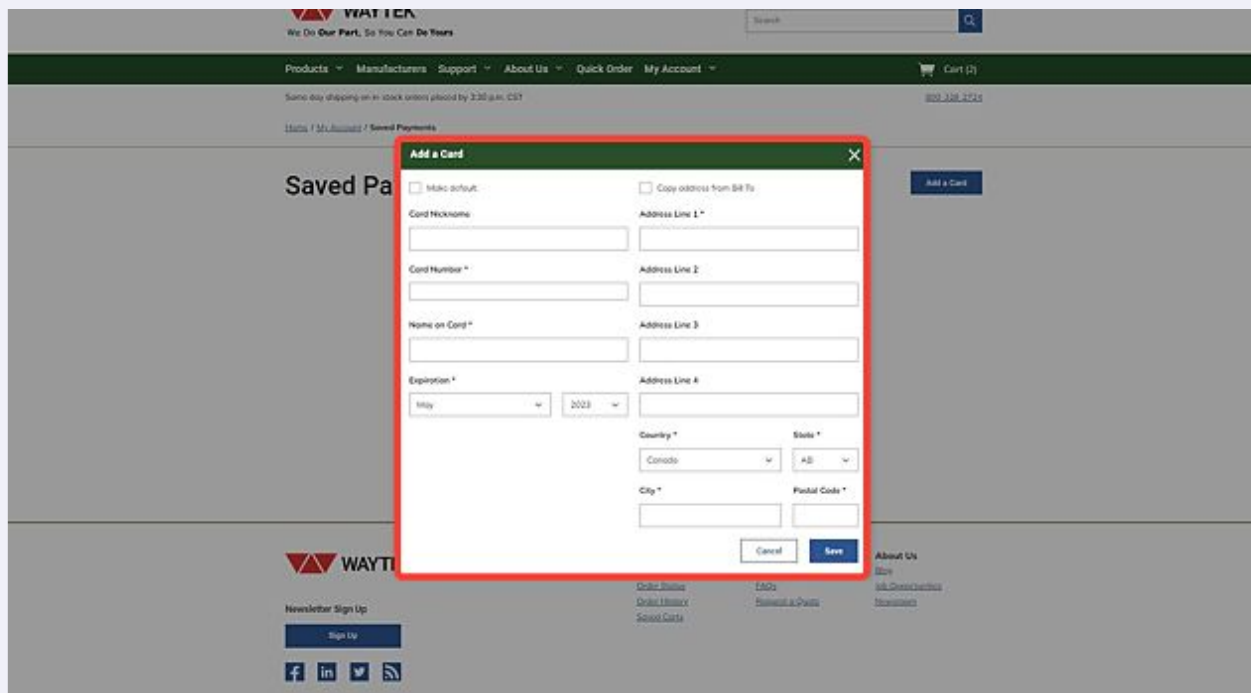 WAYTEK
We Do Our Part, So You Can Do Yours
Search
Products Manufacturers Support About Us Quick Order My Account Cart (2)
Same day shipping on in stock orders placed by 3:30 p.m. CST 800-328-2724
Home / My Account / Saved Payments
Saved Pa
Add a Card
Add a Card
Make default
Copy address from Bill To
Card Nickname
Address Line 1 *
Card Number *
Address Line 2
Name on Card *
Address Line 3
Expiration *
Address Line 4
May 2023
Country * State *
Canada AB
City * Postal Code *
Cancel Save
WAYT
About Us
Blog
Order Status FAQs Job Opportunities
Order History Request a Quote Newsroom
Saved Carts
Newsletter Sign Up
Sign Up